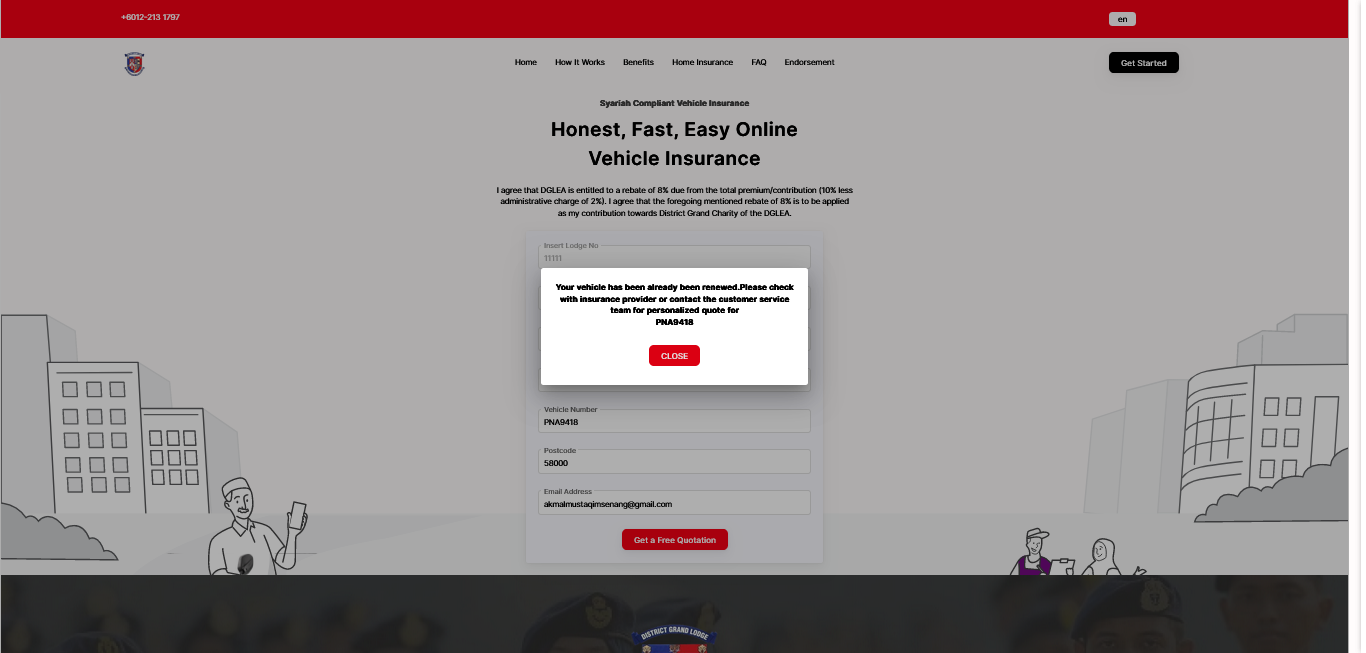 +6012-213 1797
en
Home
How It Works
Benefits
Home Insurance
FAQ
Endorsement
Get Started
Syariah Compliant Vehicle Insurance
Honest, Fast, Easy Online
Vehicle Insurance
I agree that DGLEA is entitled to a rebate of 8% due from the total premium/contribution (10% less
administrative charge of 2%). I agree that the foregoing mentioned rebate of 8% is to be applied
as my contribution towards District Grand Charity of the DGLEA.
Insert Lodge No
11111
Your vehicle has been already been renewed.Please check
with insurance provider or contact the customer service
team for personalized quote for
PNA9418
CLOSE
Vehicle Number
PNA9418
Postcode
58000
Email Address
akmalmustaqimsenang@gmail.com
Get a Free Quotation
DISTRICT GRAND LODGE